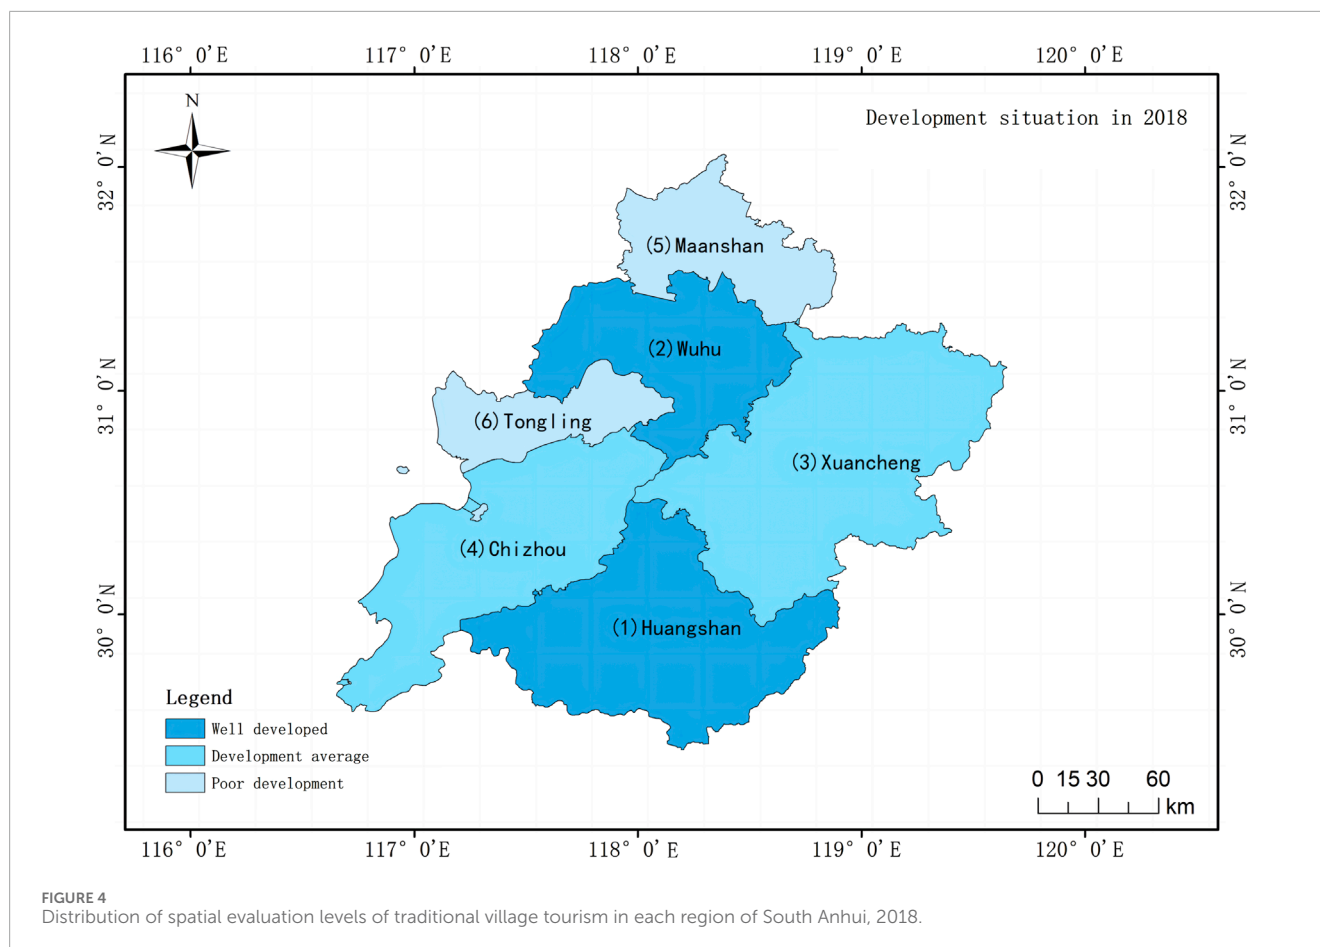 116° 0'E 117° 0'E 118° 0'E 119° 0'E 120° 0'E
N
Development situation in 2018
32° 0'N
32° 0'N
(5)Maanshan
(2)Wuhu
31° 0'N
31° 0'N
(6)Tongling
(3)Xuancheng
(4)Chizhou
30° 0'N
30° 0'N
(1)Huangshan
Legend
Well developed
Development average
Poor development
0 15 30 60
km
116° 0'E 117° 0'E 118° 0'E 119° 0'E 120° 0'E
FIGURE 4
Distribution of spatial evaluation levels of traditional village tourism in each region of South Anhui, 2018.